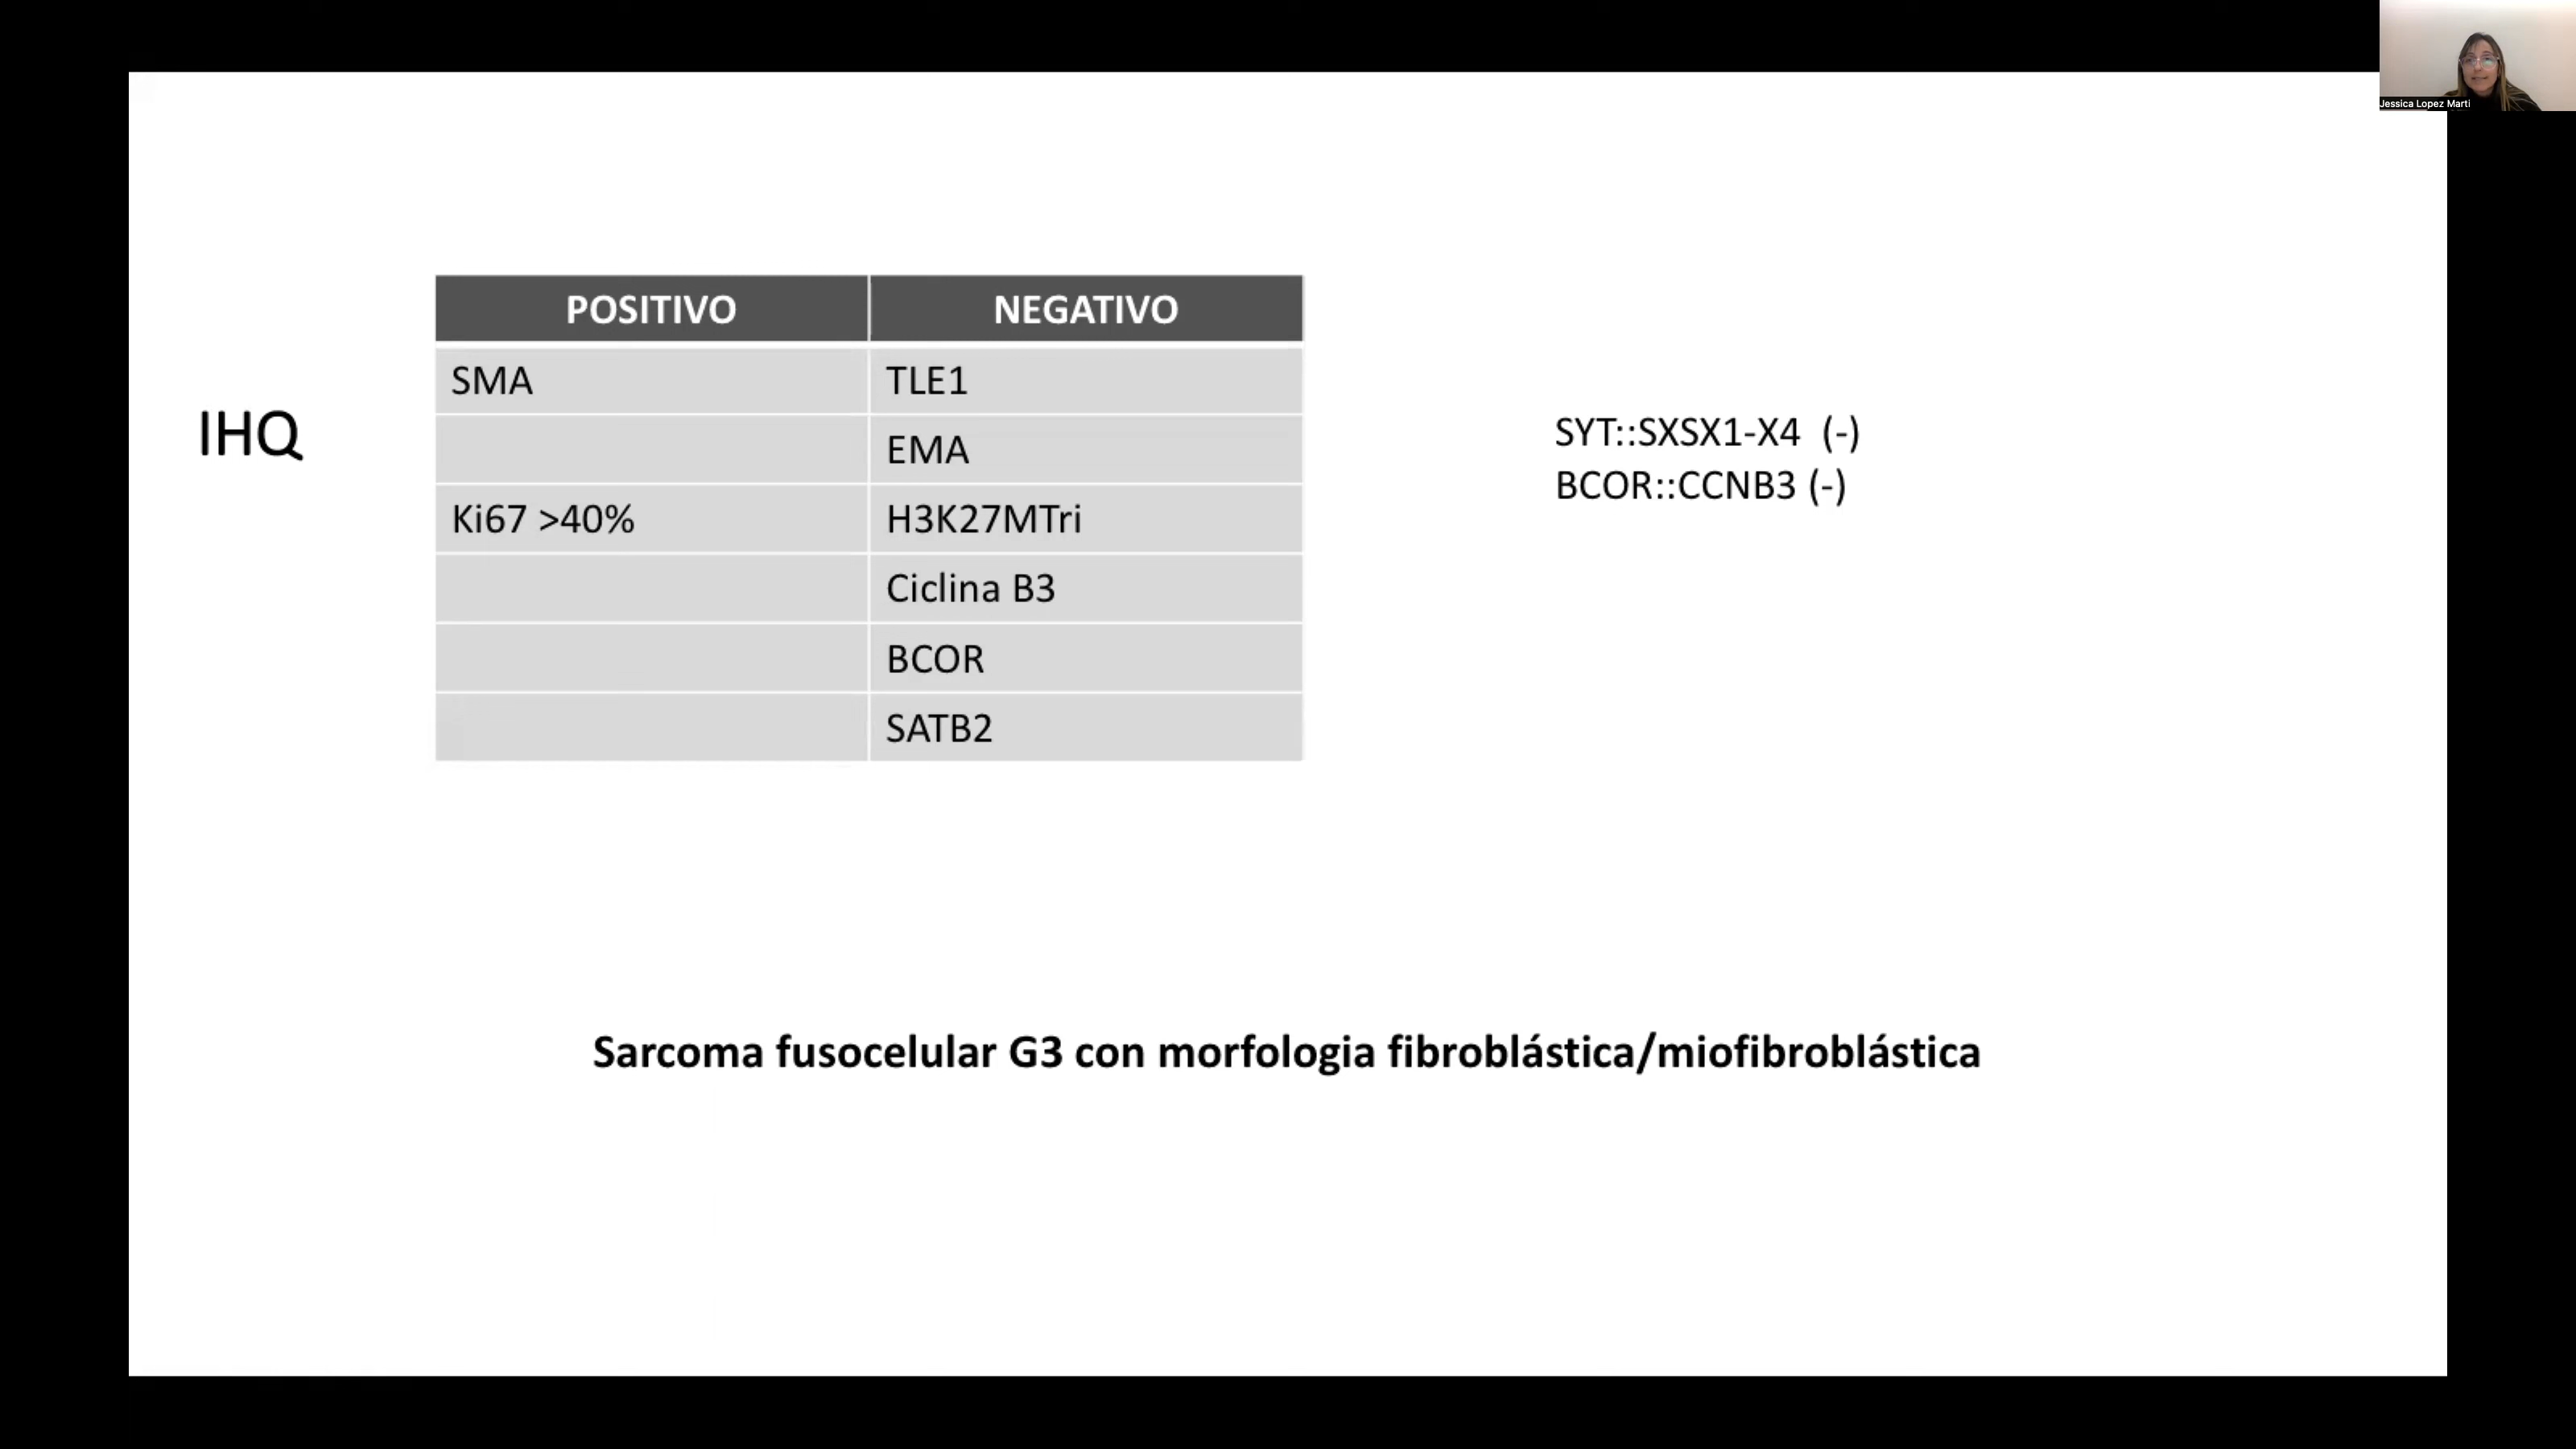 Jessica Lopez Marti
IHQ
POSITIVO NEGATIVO
SMA TLE1
EMA
Ki67 >40% H3K27MTri
Ciclina B3
BCOR
SATB2
SYT::SXSX1-X4 (-)
BCOR::CCNB3 (-)
Sarcoma fusocelular G3 con morfologia fibroblástica/miofibroblástica